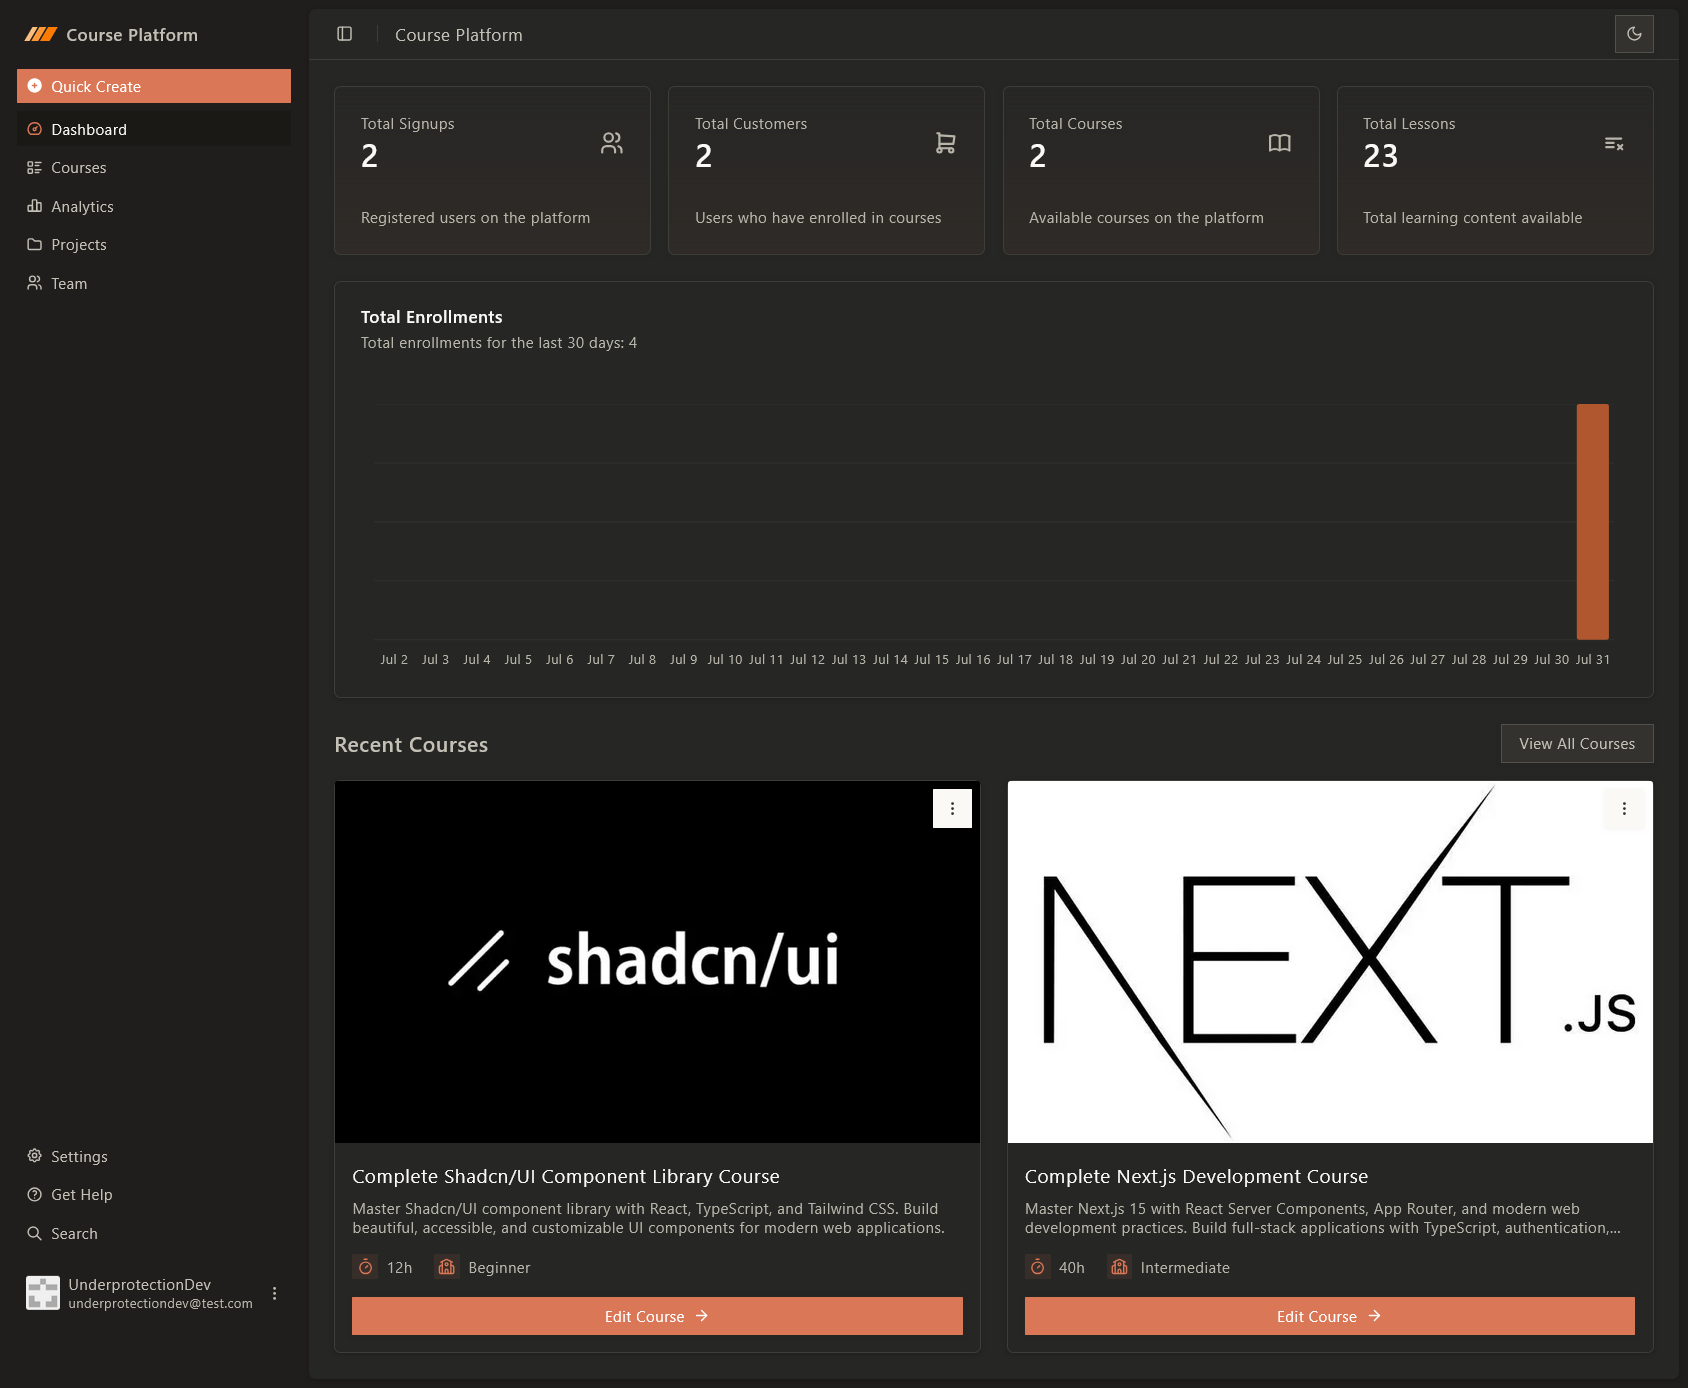 Course Platform
Quick Create
Dashboard
Courses
Analytics
Projects
Team
Settings
Get Help
Search
UnderprotectionDev
underprotectiondev@test.com
Course Platform
Total Signups
2
Registered users on the platform
Total Customers
2
Users who have enrolled in courses
Total Courses
2
Available courses on the platform
Total Lessons
23
Total learning content available
Total Enrollments
Total enrollments for the last 30 days: 4
Jul 2 Jul 3 Jul 4 Jul 5 Jul 6 Jul 7 Jul 8 Jul 9 Jul 10 Jul 11 Jul 12 Jul 13 Jul 14 Jul 15 Jul 16 Jul 17 Jul 18 Jul 19 Jul 20 Jul 21 Jul 22 Jul 23 Jul 24 Jul 25 Jul 26 Jul 27 Jul 28 Jul 29 Jul 30 Jul 31
Recent Courses
View All Courses
shadcn/ui
Complete Shadcn/UI Component Library Course
Master Shadcn/UI component library with React, TypeScript, and Tailwind CSS. Build
beautiful, accessible, and customizable UI components for modern web applications.
12h Beginner
Edit Course
NEXT.JS
Complete Next.js Development Course
Master Next.js 15 with React Server Components, App Router, and modern web
development practices. Build full-stack applications with TypeScript, authentication,...
40h Intermediate
Edit Course